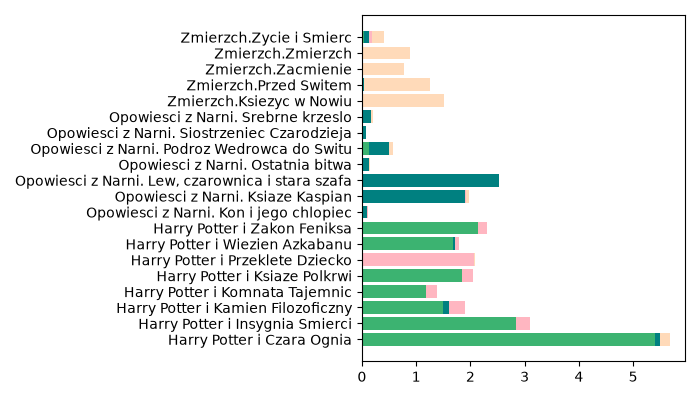 Zmierzch.Zycie i Smierc
Zmierzch.Zmierzch
Zmierzch.Zacmienie
Zmierzch.Przed Switem
Zmierzch.Ksiezyc w Nowiu
Opowiesci z Narni. Srebrne krzeslo
Opowiesci z Narni. Siostrzeniec Czarodzieja
Opowiesci z Narni. Podroz Wedrowca do Switu
Opowiesci z Narni. Ostatnia bitwa
Opowiesci z Narni. Lew, czarownica i stara szafa
Opowiesci z Narni. Ksiaze Kaspian
Opowiesci z Narni. Kon i jego chlopiec
Harry Potter i Zakon Feniksa
Harry Potter i Wiezien Azkabanu
Harry Potter i Przeklete Dziecko
Harry Potter i Ksiaze Polkrwi
Harry Potter i Komnata Tajemnic
Harry Potter i Kamien Filozoficzny
Harry Potter i Insygnia Smierci
Harry Potter i Czara Ognia
0 1 2 3 4 5